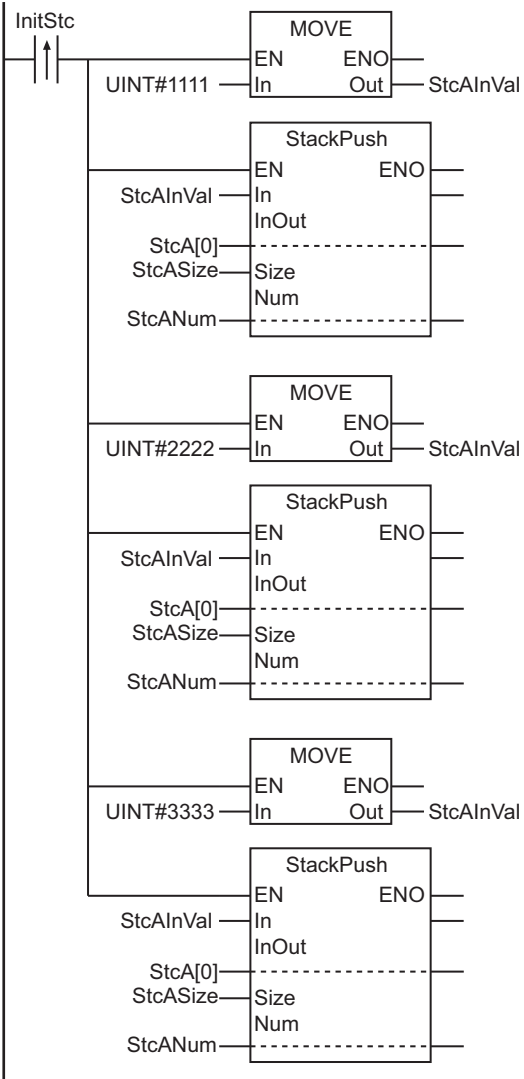 InitStc
MOVE
EN ENO
UINT#1111 In Out StcAInVal
StackPush
EN ENO
StcAInVal In
InOut
StcA[0]
StcASize Size
Num
StcANum
MOVE
EN ENO
UINT#2222 In Out StcAInVal
StackPush
EN ENO
StcAInVal In
InOut
StcA[0]
StcASize Size
Num
StcANum
MOVE
EN ENO
UINT#3333 In Out StcAInVal
StackPush
EN ENO
StcAInVal In
InOut
StcA[0]
StcASize Size
Num
StcANum